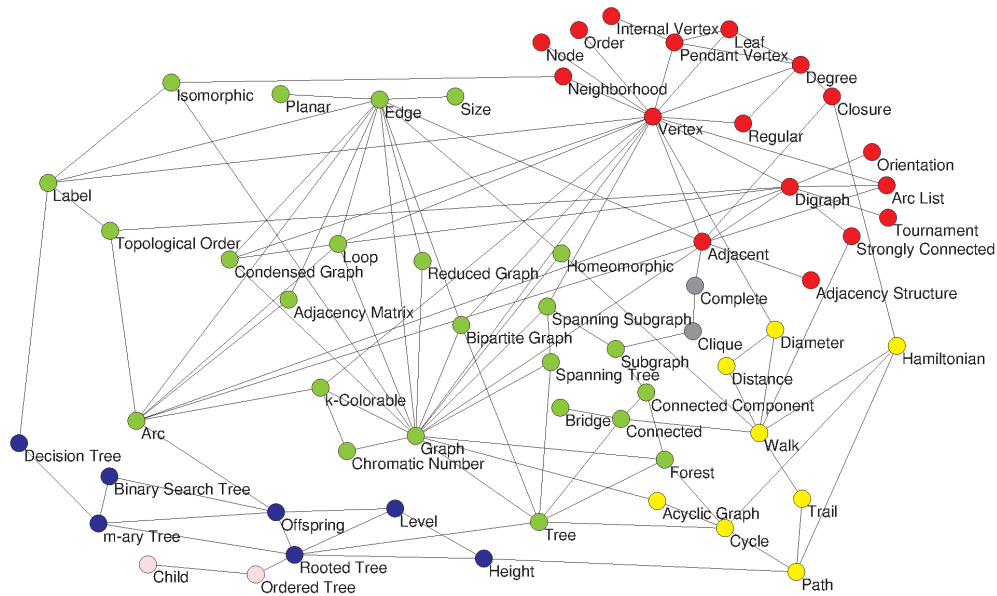 Internal Vertex
Leaf
Order
Node
Pendant Vertex
Degree
Neighborhood
Isomorphic
Planar
Edge
Size
Closure
Vertex
Regular
Orientation
Label
Digraph
Arc List
Topological Order
Tournament
Strongly Connected
Loop
Adjacent
Condensed Graph
Reduced Graph
Homeomorphic
Adjacency Structure
Complete
Adjacency Matrix
Spanning Subgraph
Bipartite Graph
Clique
Diameter
Subgraph
Hamiltonian
Spanning Tree
Distance
k-Colorable
Connected Component
Bridge
Connected
Arc
Graph
Walk
Decision Tree
Chromatic Number
Forest
Binary Search Tree
Acyclic Graph
Trail
Offspring
Level
m-ary Tree
Tree
Cycle
Rooted Tree
Height
Child
Ordered Tree
Path